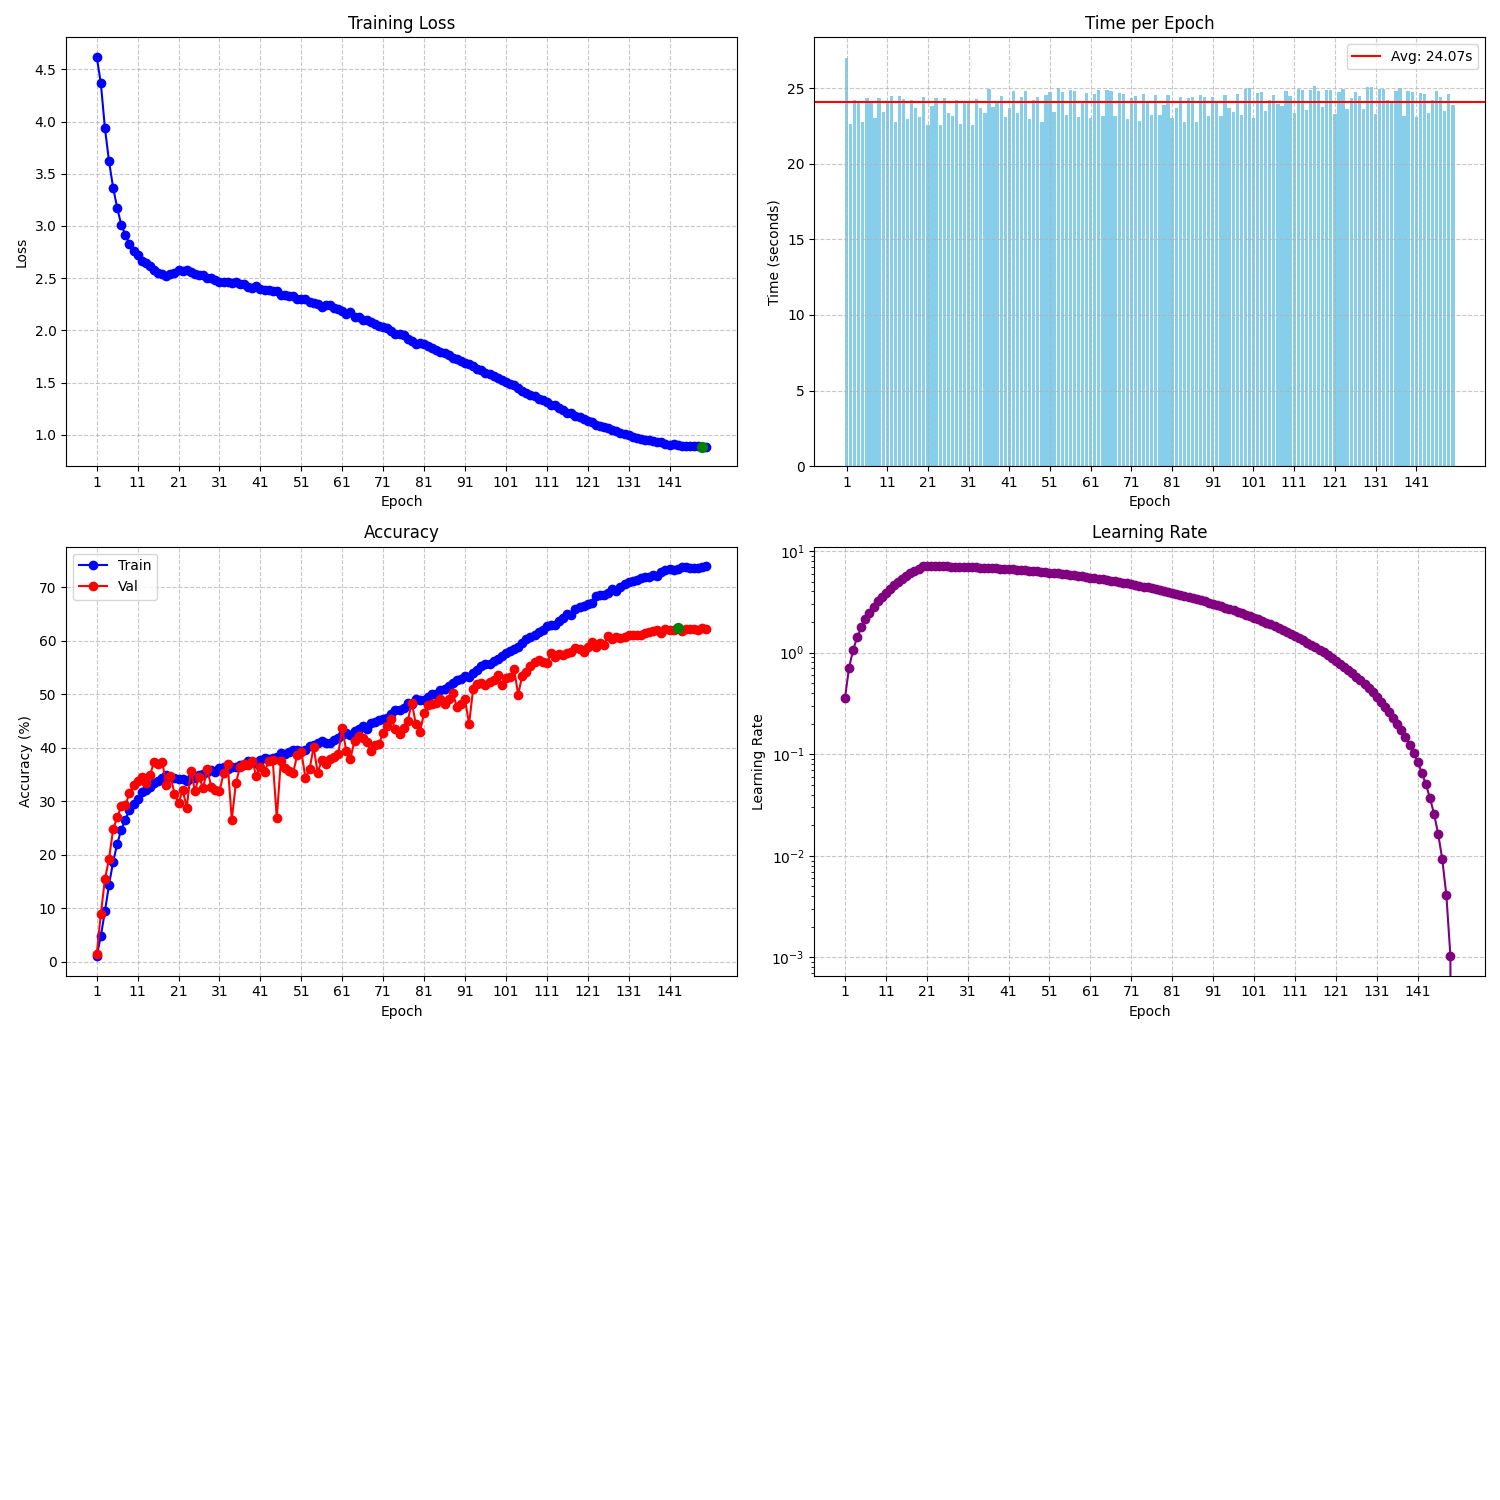 Training Loss
4.5
4.0
3.5
3.0
2.5
2.0
1.5
1.0
Loss
1 11 21 31 41 51 61 71 81 91 101 111 121 131 141
Epoch
Time per Epoch
Avg: 24.07s
25
20
15
10
5
0
Time (seconds)
1 11 21 31 41 51 61 71 81 91 101 111 121 131 141
Epoch
Accuracy
Train
Val
70
60
50
40
30
20
10
0
Accuracy (%)
1 11 21 31 41 51 61 71 81 91 101 111 121 131 141
Epoch
Learning Rate
10¹
10⁰
10⁻¹
10⁻²
10⁻³
Learning Rate
1 11 21 31 41 51 61 71 81 91 101 111 121 131 141
Epoch